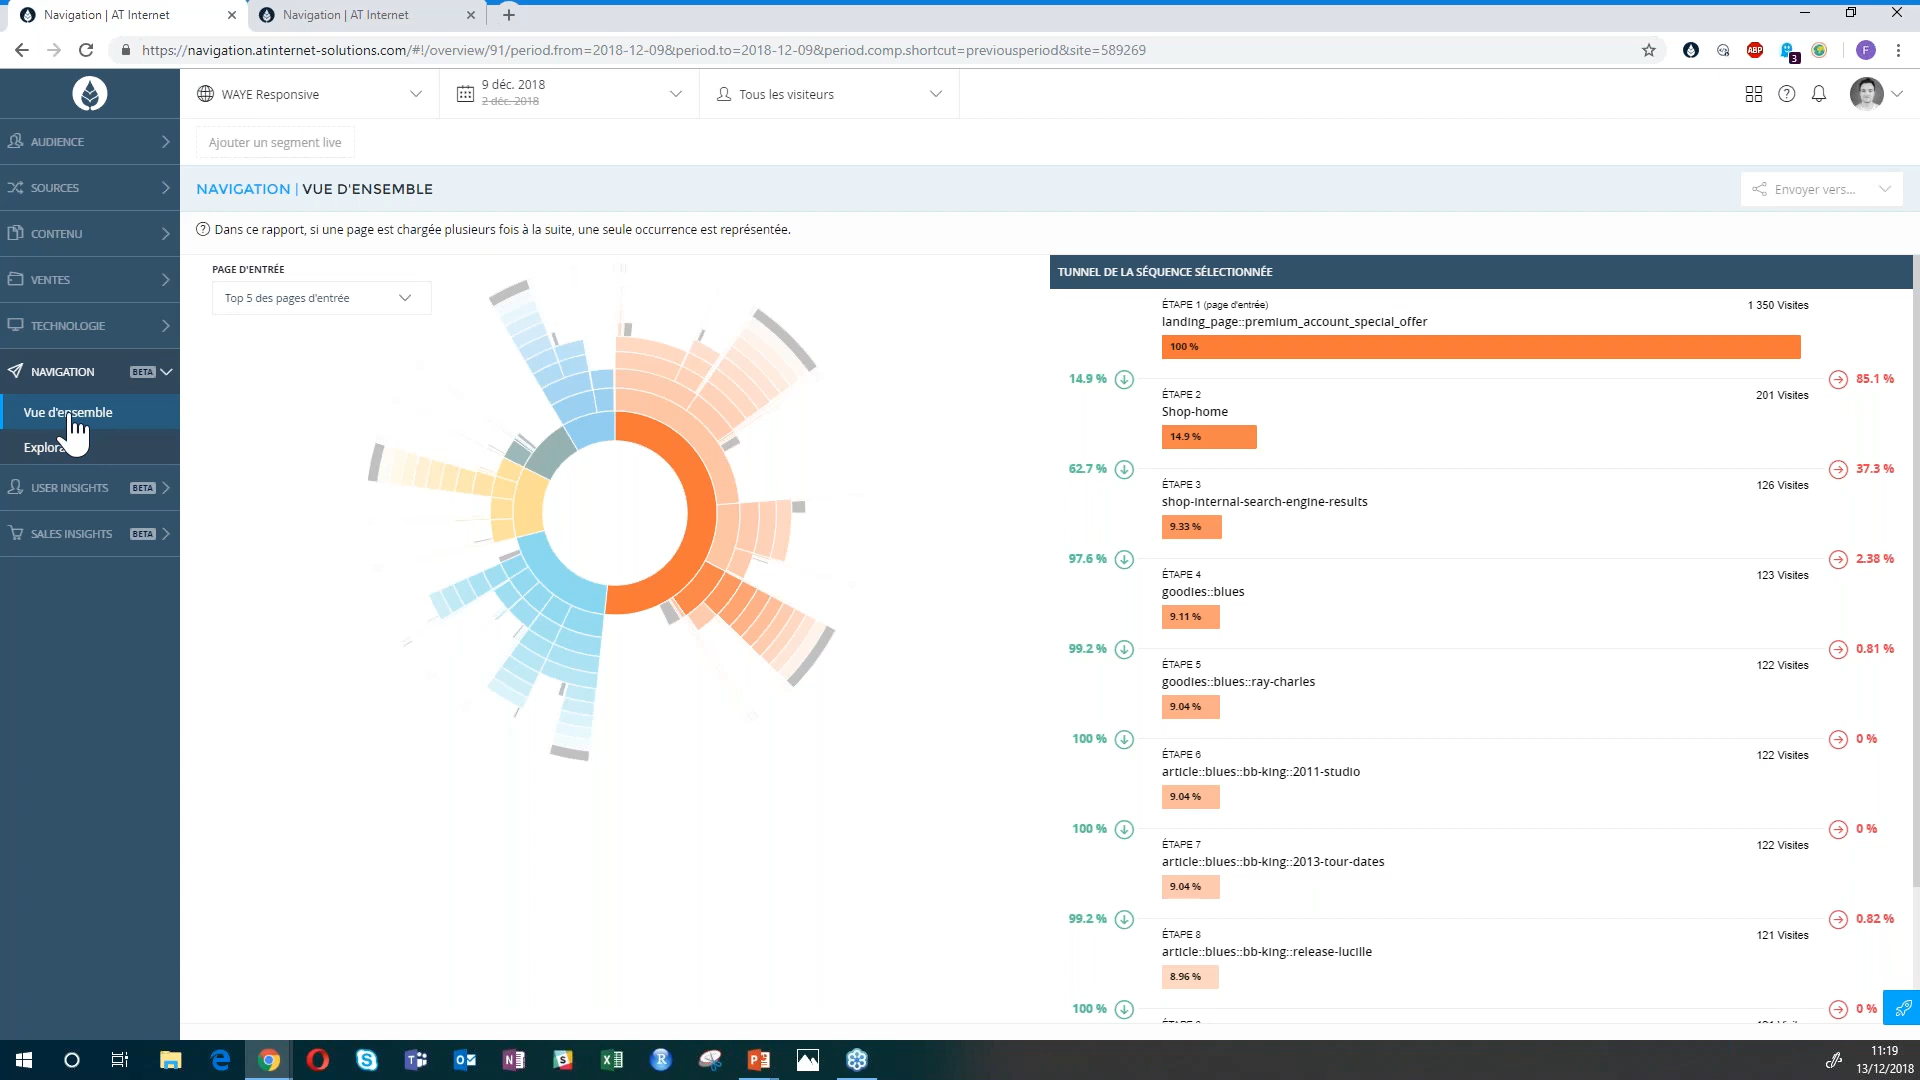 Navigation | AT Internet
Navigation | AT Internet
https://navigation.atinternet-solutions.com/#!/overview/91/period.from=2018-12-09&period.to=2018-12-09&period.comp.shortcut=previousperiod&site=589269
ABP
3
F
WAYE Responsive
9 déc. 2018
2 déc. 2018
Tous les visiteurs
AUDIENCE
SOURCES
CONTENU
VENTES
TECHNOLOGIE
NAVIGATION BETA
Vue d'ensemble
Explora
USER INSIGHTS BETA
SALES INSIGHTS BETA
Ajouter un segment live
NAVIGATION | VUE D'ENSEMBLE
Envoyer vers...
Dans ce rapport, si une page est chargée plusieurs fois à la suite, une seule occurrence est représentée.
PAGE D'ENTRÉE
Top 5 des pages d'entrée
TUNNEL DE LA SÉQUENCE SÉLECTIONNÉE
ÉTAPE 1 (page d'entrée) 1 350 Visites
landing_page::premium_account_special_offer
100 %
14.9 % 85.1 %
ÉTAPE 2 201 Visites
Shop-home
14.9 %
62.7 % 37.3 %
ÉTAPE 3 126 Visites
shop-internal-search-engine-results
9.33 %
97.6 % 2.38 %
ÉTAPE 4 123 Visites
goodies::blues
9.11 %
99.2 % 0.81 %
ÉTAPE 5 122 Visites
goodies::blues::ray-charles
9.04 %
100 % 0 %
ÉTAPE 6 122 Visites
article::blues::bb-king::2011-studio
9.04 %
100 % 0 %
ÉTAPE 7 122 Visites
article::blues::bb-king::2013-tour-dates
9.04 %
99.2 % 0.82 %
ÉTAPE 8 121 Visites
article::blues::bb-king::release-lucille
8.96 %
100 % 0 %
11:19
13/12/2018